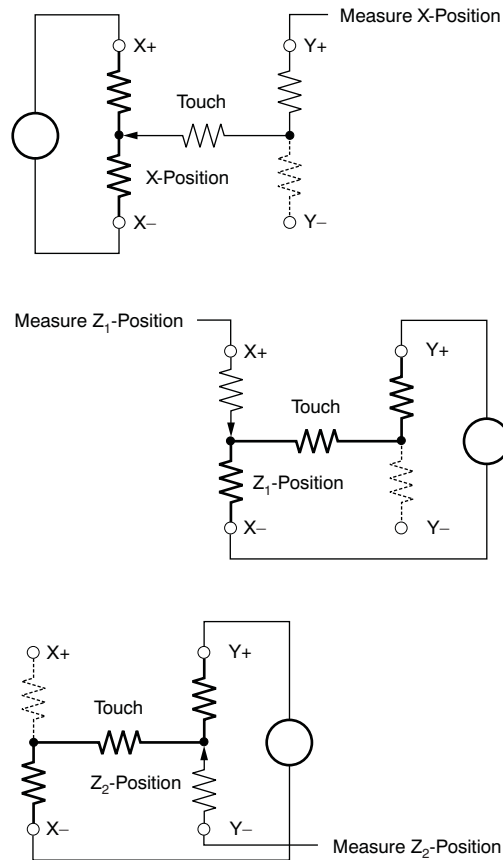 Measure X-Position
X+ Y+
Touch
X-Position
X– Y–
Measure Z₁-Position
X+ Y+
Touch
Z₁-Position
X– Y–
X+ Y+
Touch
Z₂-Position
X– Y–
Measure Z₂-Position